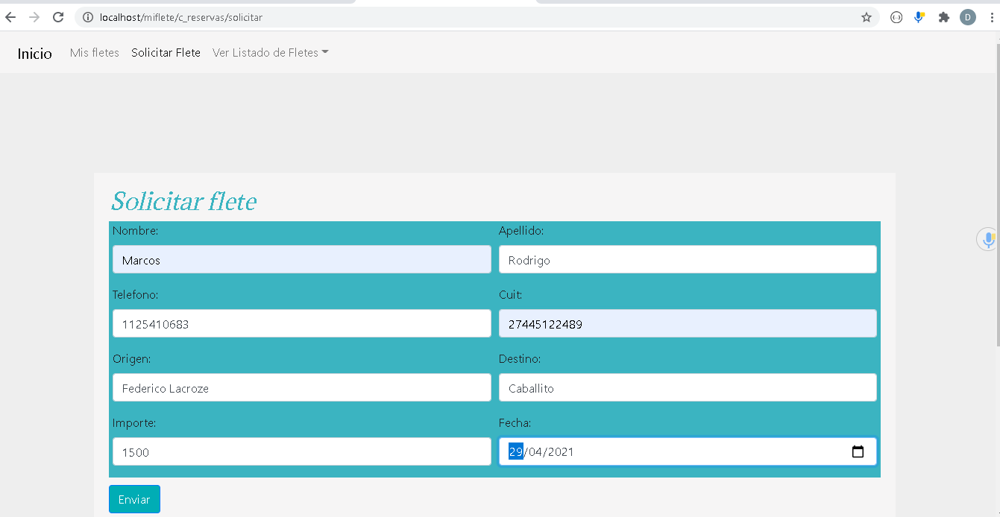 localhost/miflete/c_reservas/solicitar
D
Inicio Mis fletes Solicitar Flete Ver Listado de Fletes
Solicitar flete
Nombre: Apellido:
Marcos Rodrigo
Telefono: Cuit:
1125410683 27445122489
Origen: Destino:
Federico Lacroze Caballito
Importe: Fecha:
1500 29/04/2021
Enviar